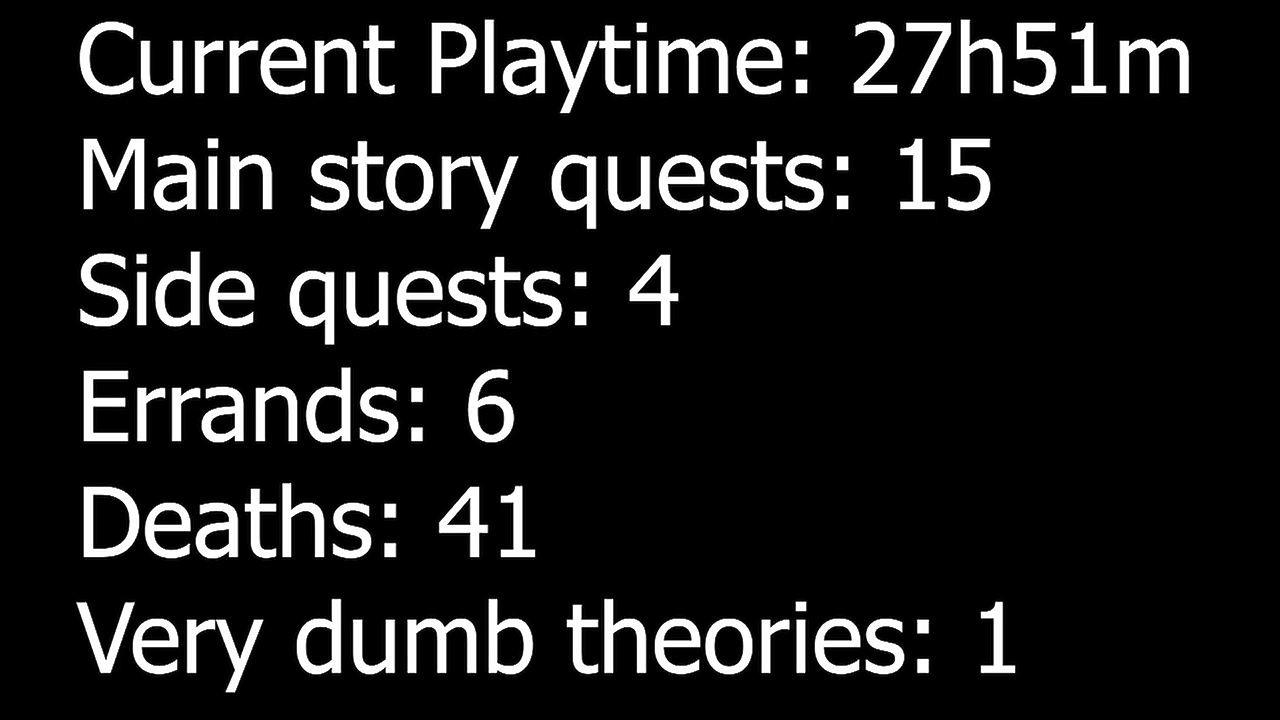 Current Playtime: 27h51m
Main story quests: 15
Side quests: 4
Errands: 6
Deaths: 41
Very dumb theories: 1